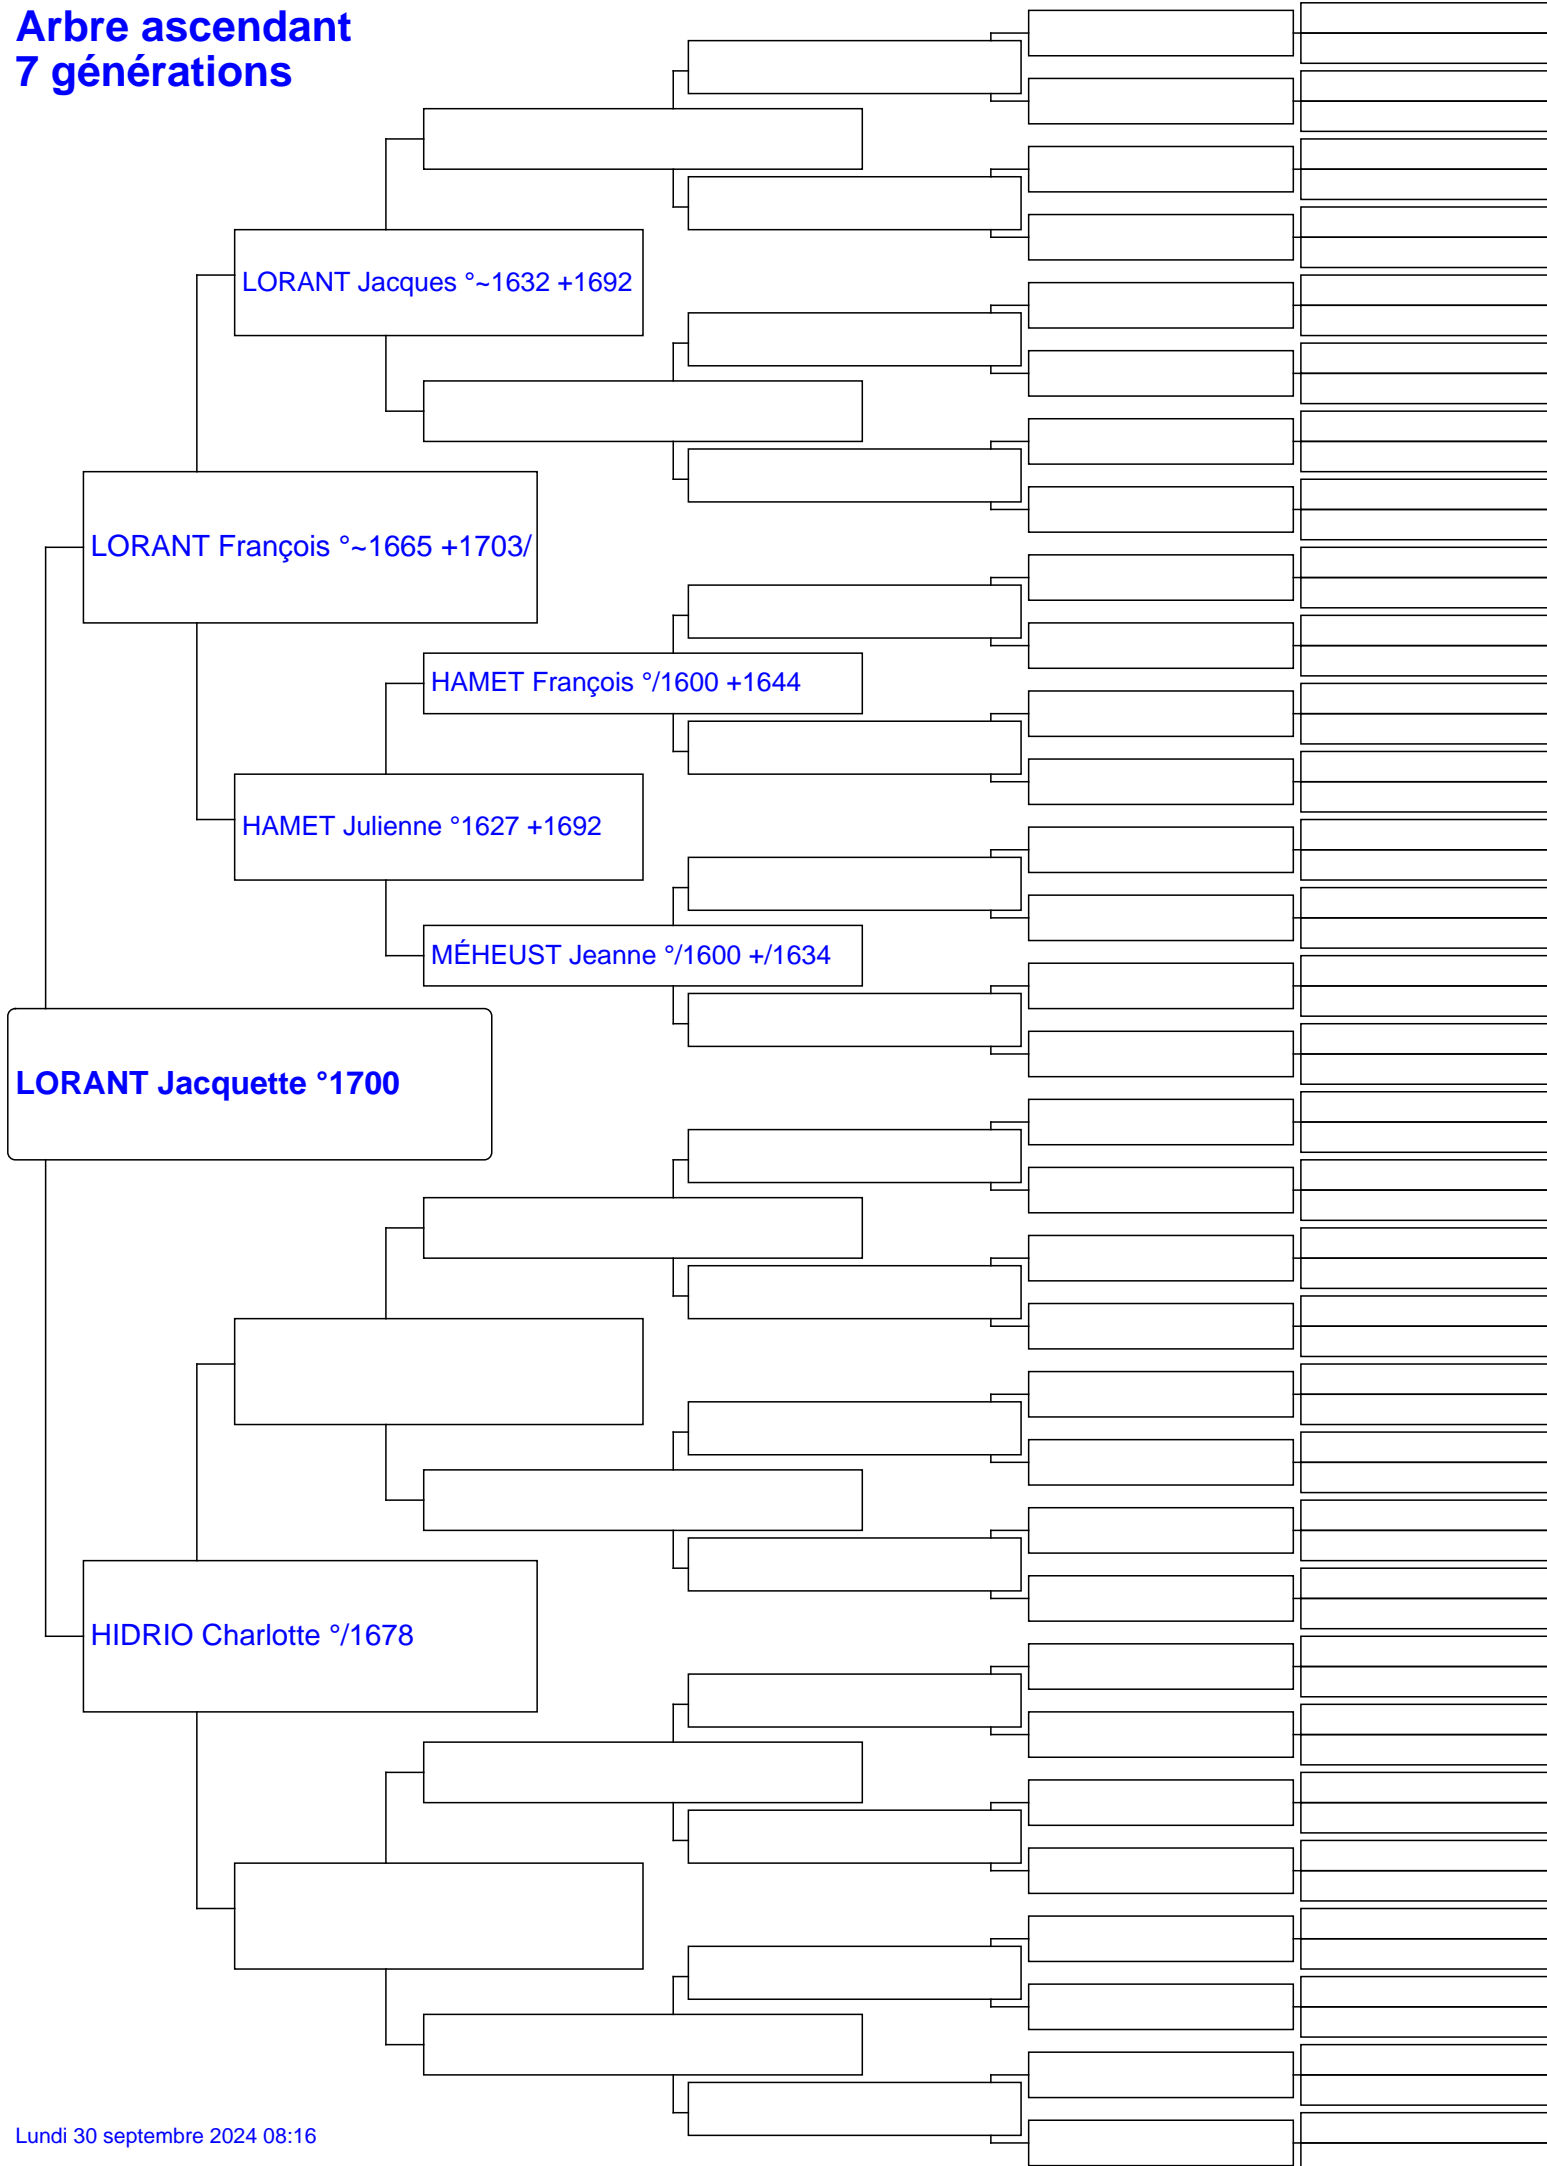 Arbre ascendant
7 générations
LORANT Jacques °~1632 +1692
LORANT François °~1665 +1703/
HAMET François °/1600 +1644
HAMET Julienne °1627 +1692
MÉHEUST Jeanne °/1600 +/1634
LORANT Jacquette °1700
HIDRIO Charlotte °/1678
Lundi 30 septembre 2024 08:16